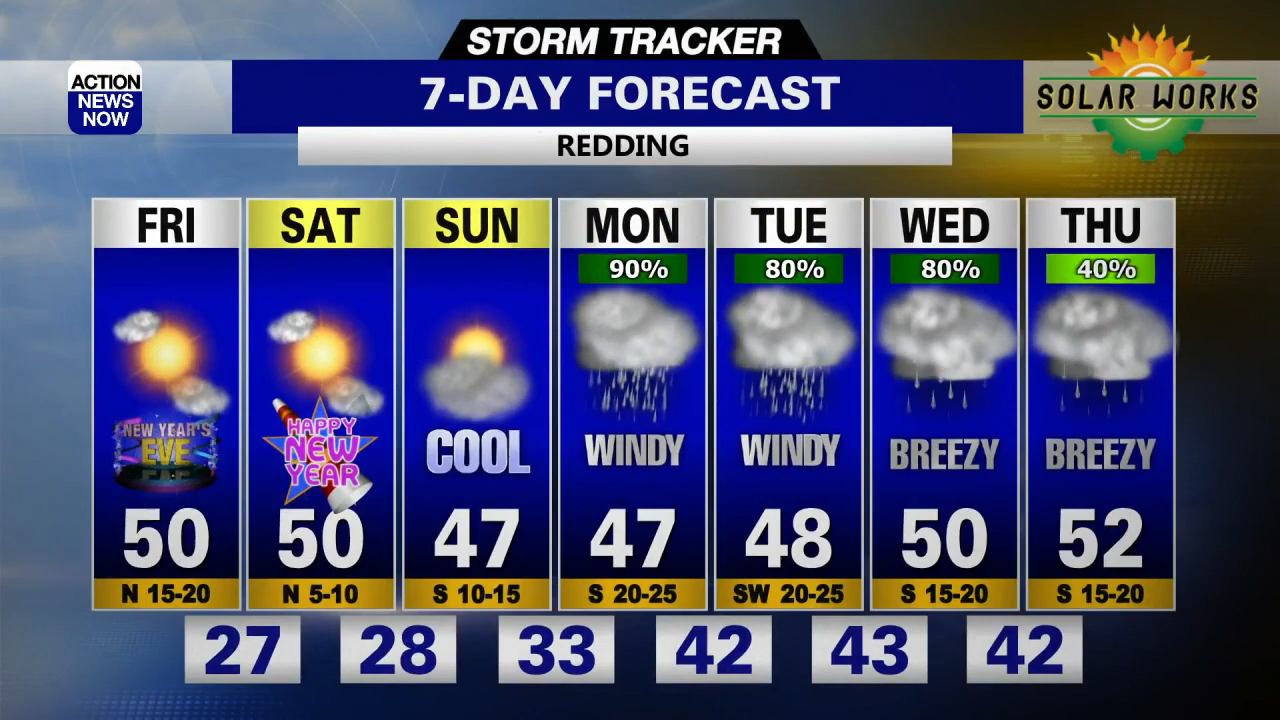 STORM TRACKER
ACTION
NEWS
NOW
7-DAY FORECAST
SOLAR WORKS
REDDING
FRI SAT SUN MON TUE WED THU
90% 80% 80% 40%
NEW YEAR'S
EVE
HAPPY
NEW
YEAR
COOL WINDY WINDY BREEZY BREEZY
50 50 47 47 48 50 52
N 15-20 N 5-10 S 10-15 S 20-25 SW 20-25 S 15-20 S 15-20
27 28 33 42 43 42